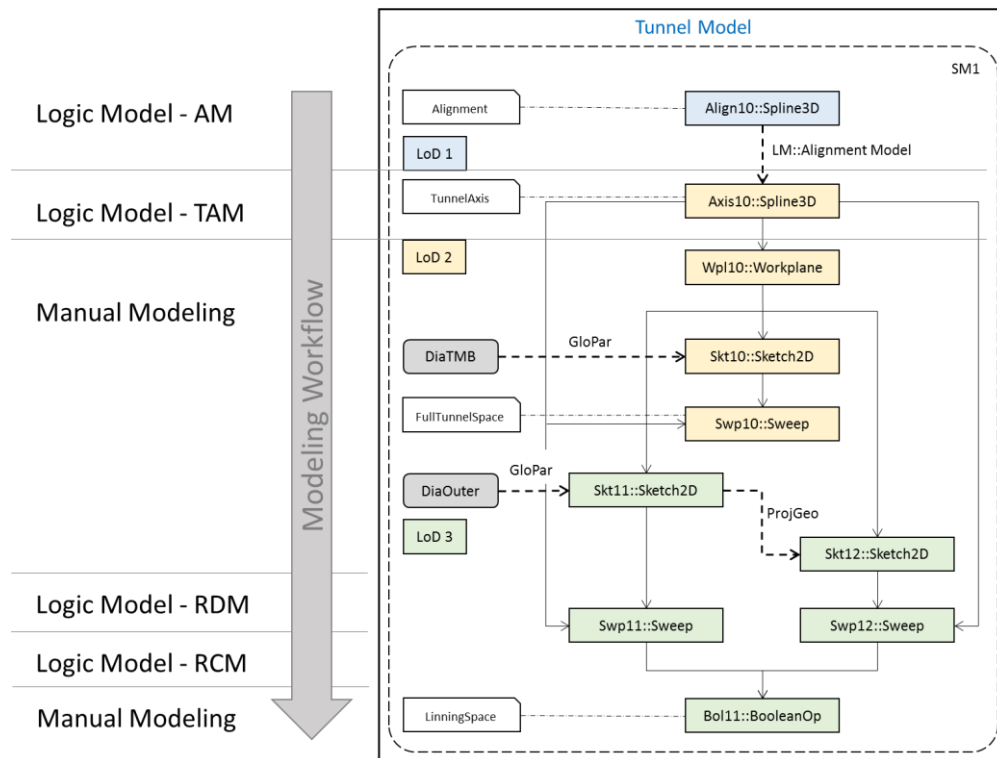 Tunnel Model
SM1
Logic Model - AM
Alignment
Align10::Spline3D
LoD 1
LM::Alignment Model
Logic Model - TAM
TunnelAxis
Axis10::Spline3D
LoD 2
Wpl10::Workplane
Manual Modeling
Modeling Workflow
DiaTMB
GloPar
Skt10::Sketch2D
FullTunnelSpace
Swp10::Sweep
DiaOuter
GloPar
Skt11::Sketch2D
ProjGeo
LoD 3
Skt12::Sketch2D
Logic Model - RDM
Swp11::Sweep
Swp12::Sweep
Logic Model - RCM
Manual Modeling
LinningSpace
Bol11::BooleanOp